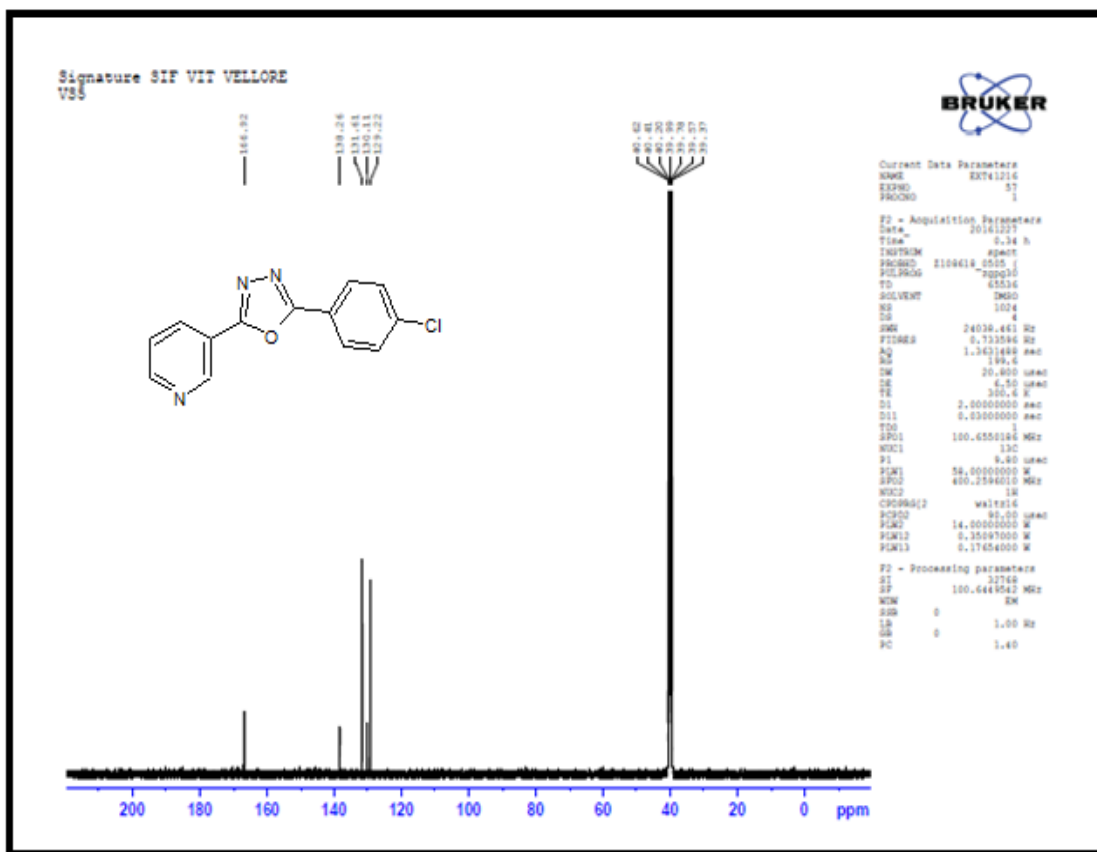 Signature SIF VIT VELLORE
VS5
166.92
138.26
131.61
130.11
129.22
40.62
40.41
40.20
39.99
39.78
39.57
39.37
BRUKER
Current Data Parameters
NAME EXT41216
EXPNO 57
PROCNO 1
F2 - Acquisition Parameters
Date_ 20161227
Time 0.34 h
INSTRUM spect
PROBHD Z108618_0505 (
PULPROG zgpg30
TD 65536
SOLVENT DMSO
NS 1024
DS 4
SWH 24038.461 Hz
FIDRES 0.733596 Hz
AQ 1.3631488 sec
RG 199.6
DW 20.800 usec
DE 6.50 usec
TE 300.6 K
D1 2.00000000 sec
D11 0.03000000 sec
TD0 1
SFO1 100.6550186 MHz
NUC1 13C
P1 9.80 usec
PLW1 58.00000000 W
SFO2 400.2596010 MHz
NUC2 1H
CPDPRG[2 waltz16
PCPD2 90.00 usec
PLW2 14.00000000 W
PLW12 0.35097000 W
PLW13 0.17654000 W
F2 - Processing parameters
SI 32768
SF 100.6449542 MHz
WDW EM
SSB 0
LB 1.00 Hz
GB 0
PC 1.40
N N
O
Cl
N
200 180 160 140 120 100 80 60 40 20 0 ppm